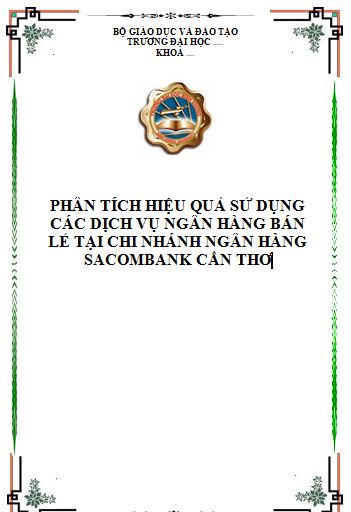 BỘ GIÁO DỤC VÀ ĐÀO TẠO
TRƯỜNG ĐẠI HỌC .....
KHOA ....
PHÂN TÍCH HIỆU QUẢ SỬ DỤNG
CÁC DỊCH VỤ NGÂN HÀNG BÁN
LẺ TẠI CHI NHÁNH NGÂN HÀNG
SACOMBANK CẦN THƠ